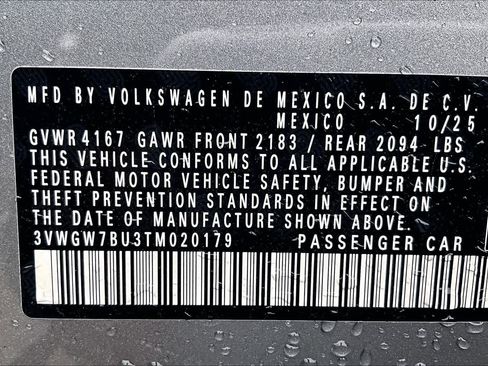 MFD BY VOLKSWAGEN DE MEXICO S.A. DE C.V.
MEXICO 10/25
GVWR 4167 GAWR FRONT 2183 / REAR 2094 LBS
THIS VEHICLE CONFORMS TO ALL APPLICABLE U.S.
FEDERAL MOTOR VEHICLE SAFETY, BUMPER AND
THEFT PREVENTION STANDARDS IN EFFECT ON
THE DATE OF MANUFACTURE SHOWN ABOVE.
3VWGW7BU3TM020179 PASSENGER CAR